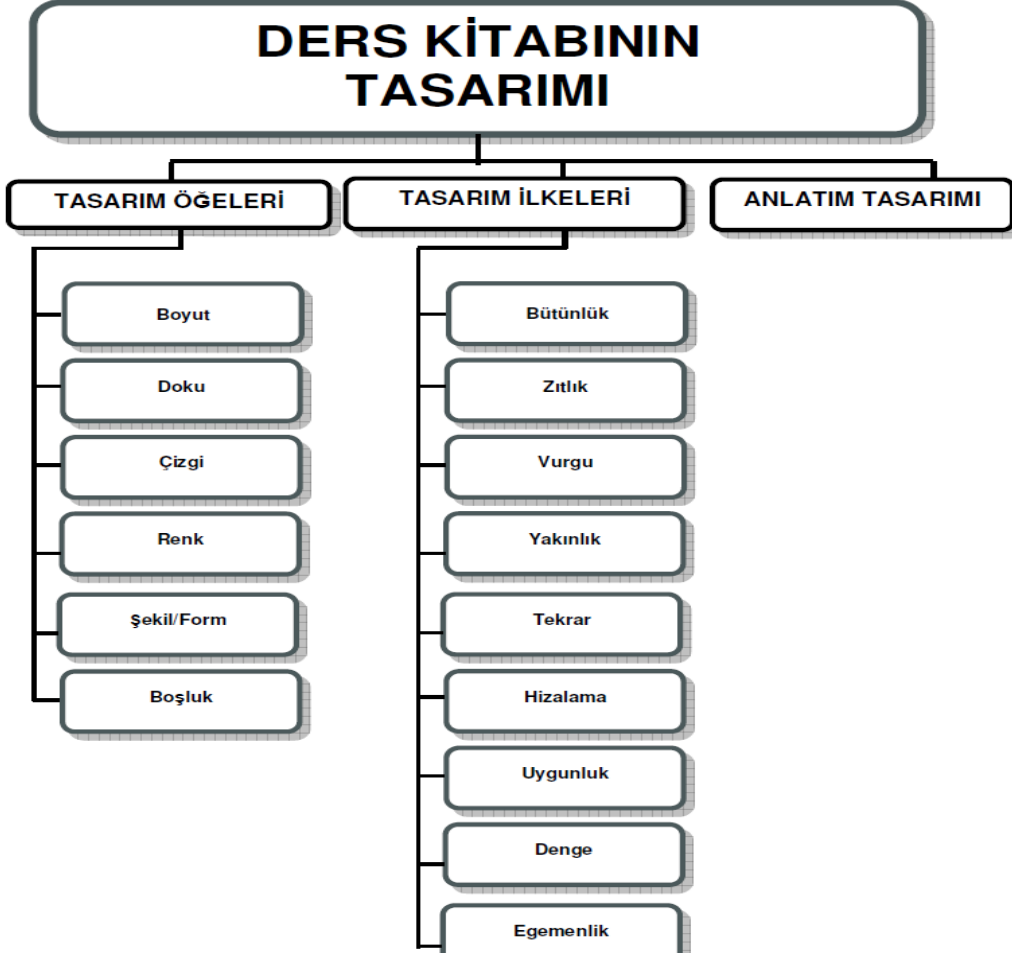 DERS KİTABININ
TASARIMI
TASARIM ÖĞELERİ
TASARIM İLKELERİ
ANLATIM TASARIMI
Boyut
Doku
Çizgi
Renk
Şekil/Form
Boşluk
Bütünlük
Zıtlık
Vurgu
Yakınlık
Tekrar
Hizalama
Uygunluk
Denge
Egemenlik